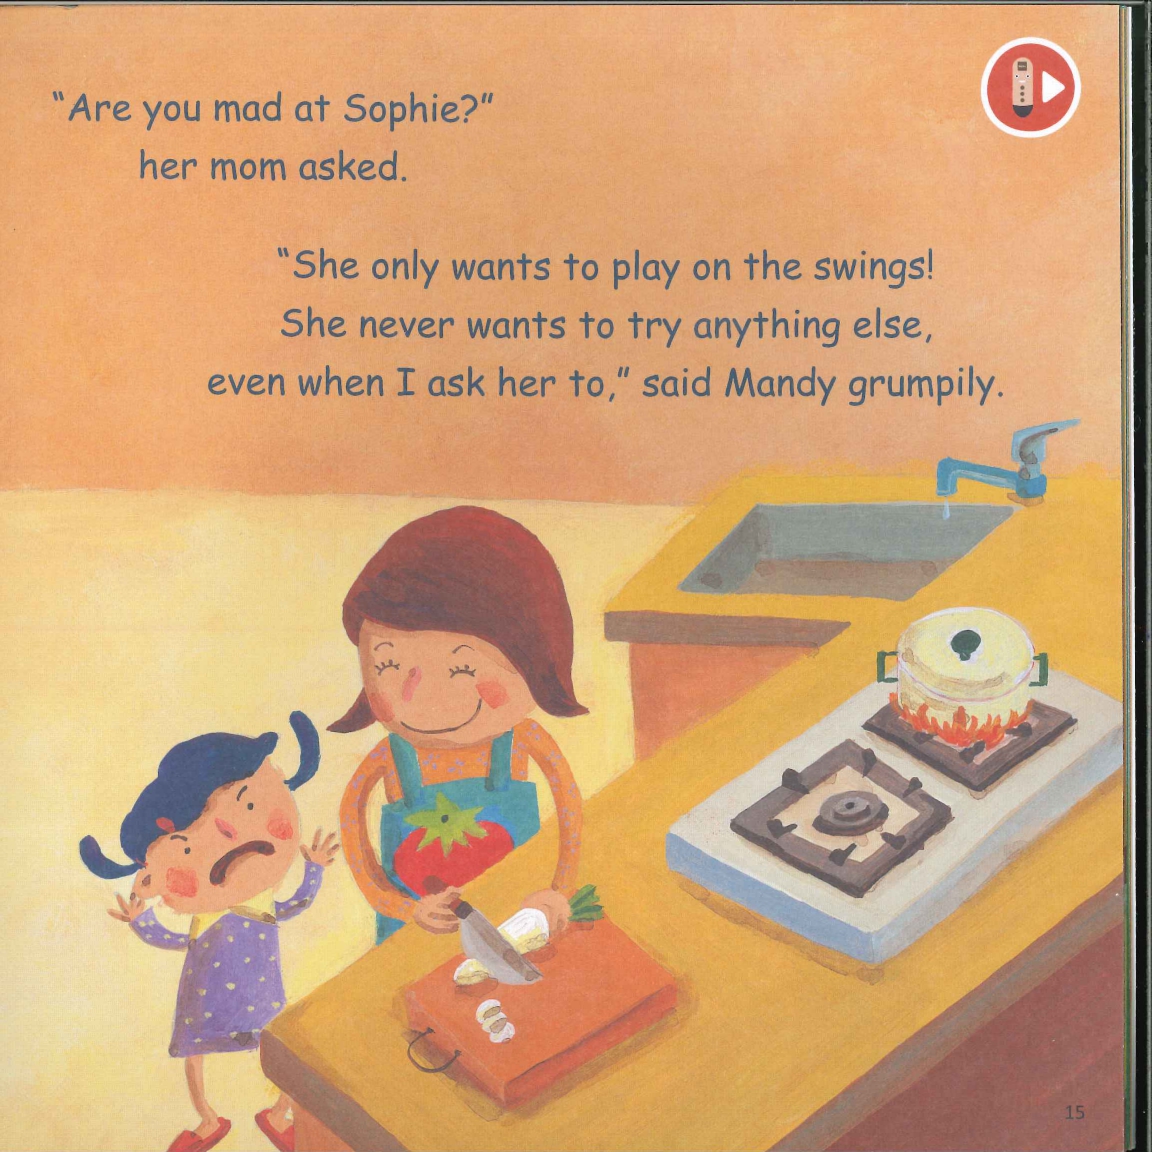 “Are you mad at Sophie?”
her mom asked.
“She only wants to play on the swings!
She never wants to try anything else,
even when I ask her to,” said Mandy grumpily.
15